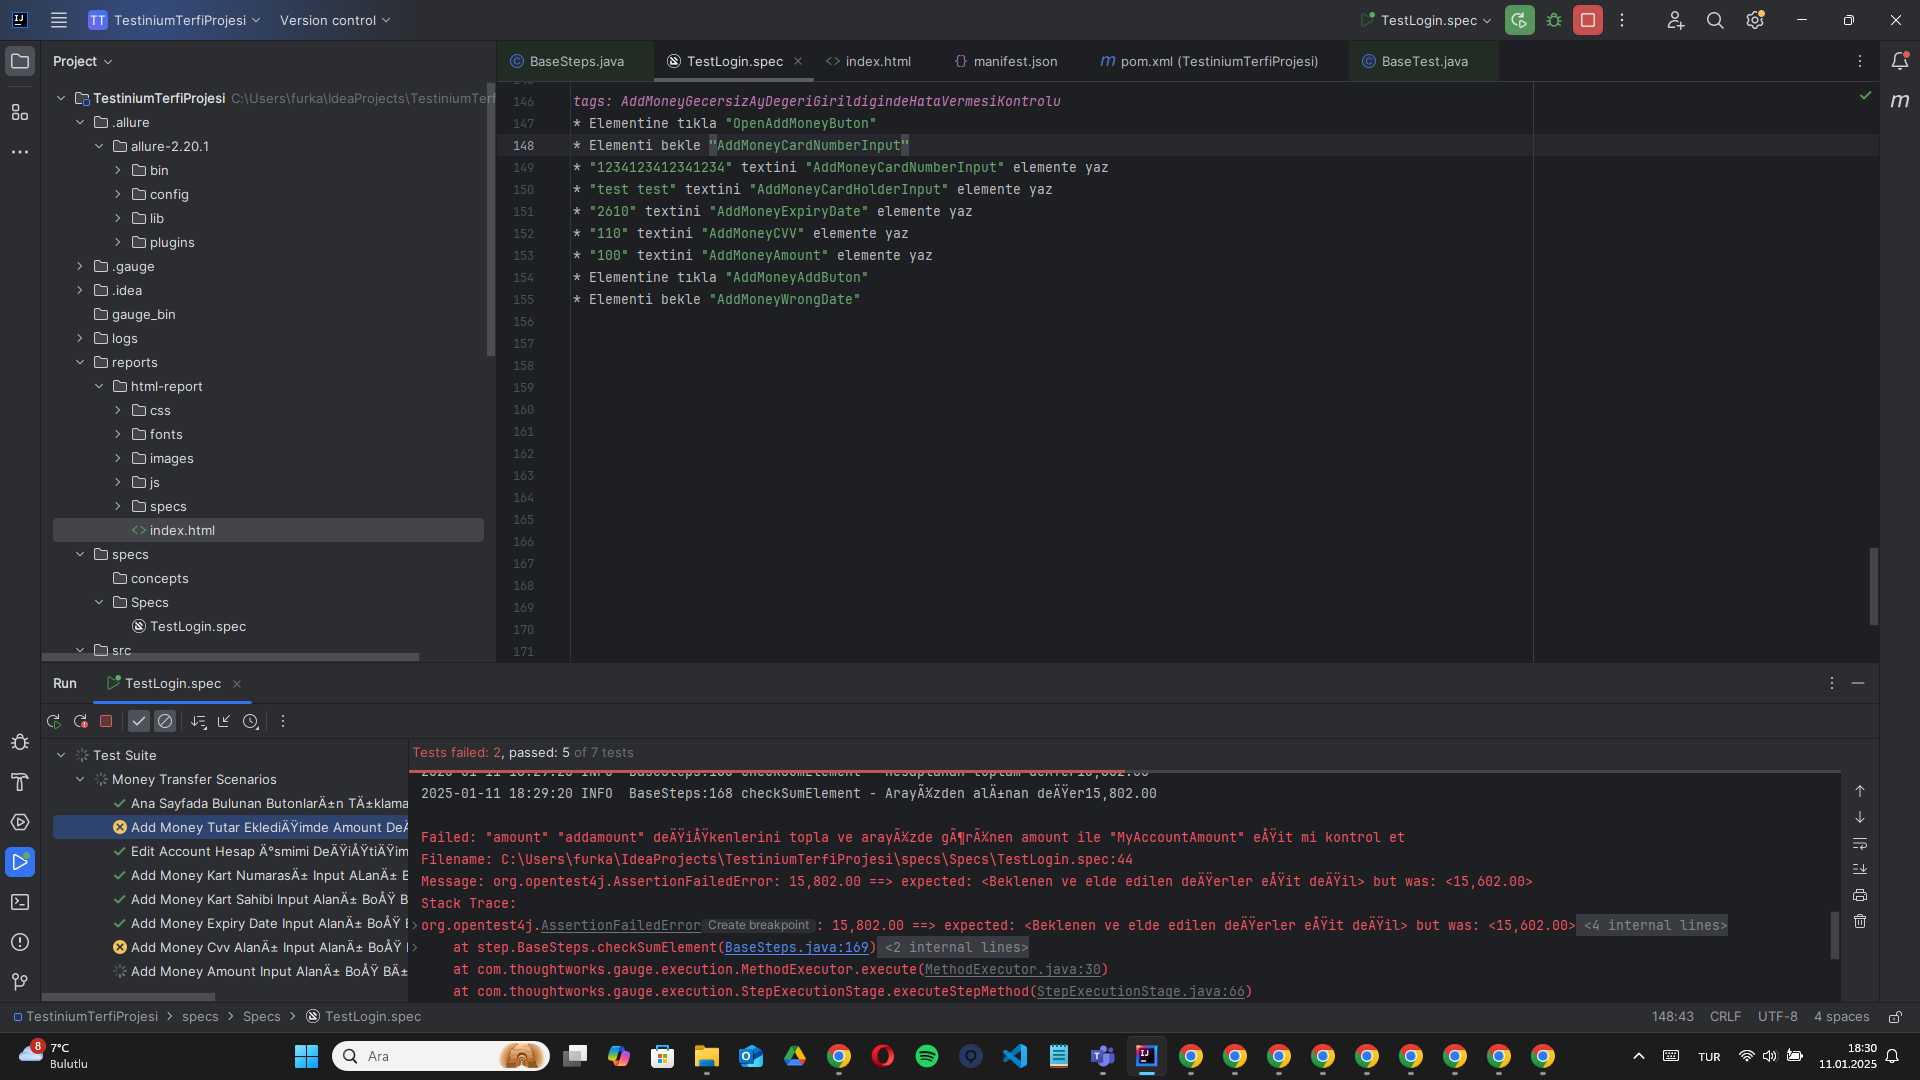 TT TestiniumTerfiProjesi Version control TestLogin.spec
Project
BaseSteps.java TestLogin.spec index.html manifest.json pom.xml (TestiniumTerfiProjesi) BaseTest.java
TestiniumTerfiProjesi C:\Users\furka\IdeaProjects\TestiniumTerf
.allure
allure-2.20.1
bin
config
lib
plugins
.gauge
.idea
gauge_bin
logs
reports
html-report
css
fonts
images
js
specs
index.html
specs
concepts
Specs
TestLogin.spec
src
146 tags: AddMoneyGecersizAyDegeriGirildigindeHataVermesiKontrolu
147 * Elementine tıkla "OpenAddMoneyButon"
148 * Elementi bekle "AddMoneyCardNumberInput"
149 * "1234123412341234" textini "AddMoneyCardNumberInput" elemente yaz
150 * "test test" textini "AddMoneyCardHolderInput" elemente yaz
151 * "2610" textini "AddMoneyExpiryDate" elemente yaz
152 * "110" textini "AddMoneyCVV" elemente yaz
153 * "100" textini "AddMoneyAmount" elemente yaz
154 * Elementine tıkla "AddMoneyAddButon"
155 * Elementi bekle "AddMoneyWrongDate"
156
157
158
159
160
161
162
163
164
165
166
167
168
169
170
171
Run TestLogin.spec
Test Suite
Money Transfer Scenarios
Ana Sayfada Bulunan ButonlarÄ±n TÄ±klama
Add Money Tutar EklediÄŸimde Amount DeÄ
Edit Account Hesap Ä°smimi DeÄŸiÅŸtiÄŸim
Add Money Kart NumarasÄ± Input ALanÄ± B
Add Money Kart Sahibi Input AlanÄ± BoÅŸ B
Add Money Expiry Date Input AlanÄ± BoÅŸ
Add Money Cvv AlanÄ± Input AlanÄ± BoÅŸ
Add Money Amount Input AlanÄ± BoÅŸ BÄ±
Tests failed: 2, passed: 5 of 7 tests
2025-01-11 18:29:20 INFO BaseSteps:168 checkSumElement - ArayÃ¼zden alÄ±nan deÄŸer15,802.00
Failed: "amount" "addamount" deÄŸiÅŸkenlerini topla ve arayÃ¼zde gÃ¶rÃ¼nen amount ile "MyAccountAmount" eÅŸit mi kontrol et
Filename: C:\Users\furka\IdeaProjects\TestiniumTerfiProjesi\specs\Specs\TestLogin.spec:44
Message: org.opentest4j.AssertionFailedError: 15,802.00 ==> expected: <Beklenen ve elde edilen deÄŸerler eÅŸit deÄŸil> but was: <15,602.00>
Stack Trace:
org.opentest4j.AssertionFailedError Create breakpoint : 15,802.00 ==> expected: <Beklenen ve elde edilen deÄŸerler eÅŸit deÄŸil> but was: <15,602.00> <4 internal lines>
at step.BaseSteps.checkSumElement(BaseSteps.java:169) <2 internal lines>
at com.thoughtworks.gauge.execution.MethodExecutor.execute(MethodExecutor.java:30)
at com.thoughtworks.gauge.execution.StepExecutionStage.executeStepMethod(StepExecutionStage.java:66)
TestiniumTerfiProjesi > specs > Specs > TestLogin.spec 148:43 CRLF UTF-8 4 spaces
8 7°C
Bulutlu
Ara
TUR
18:30
11.01.2025